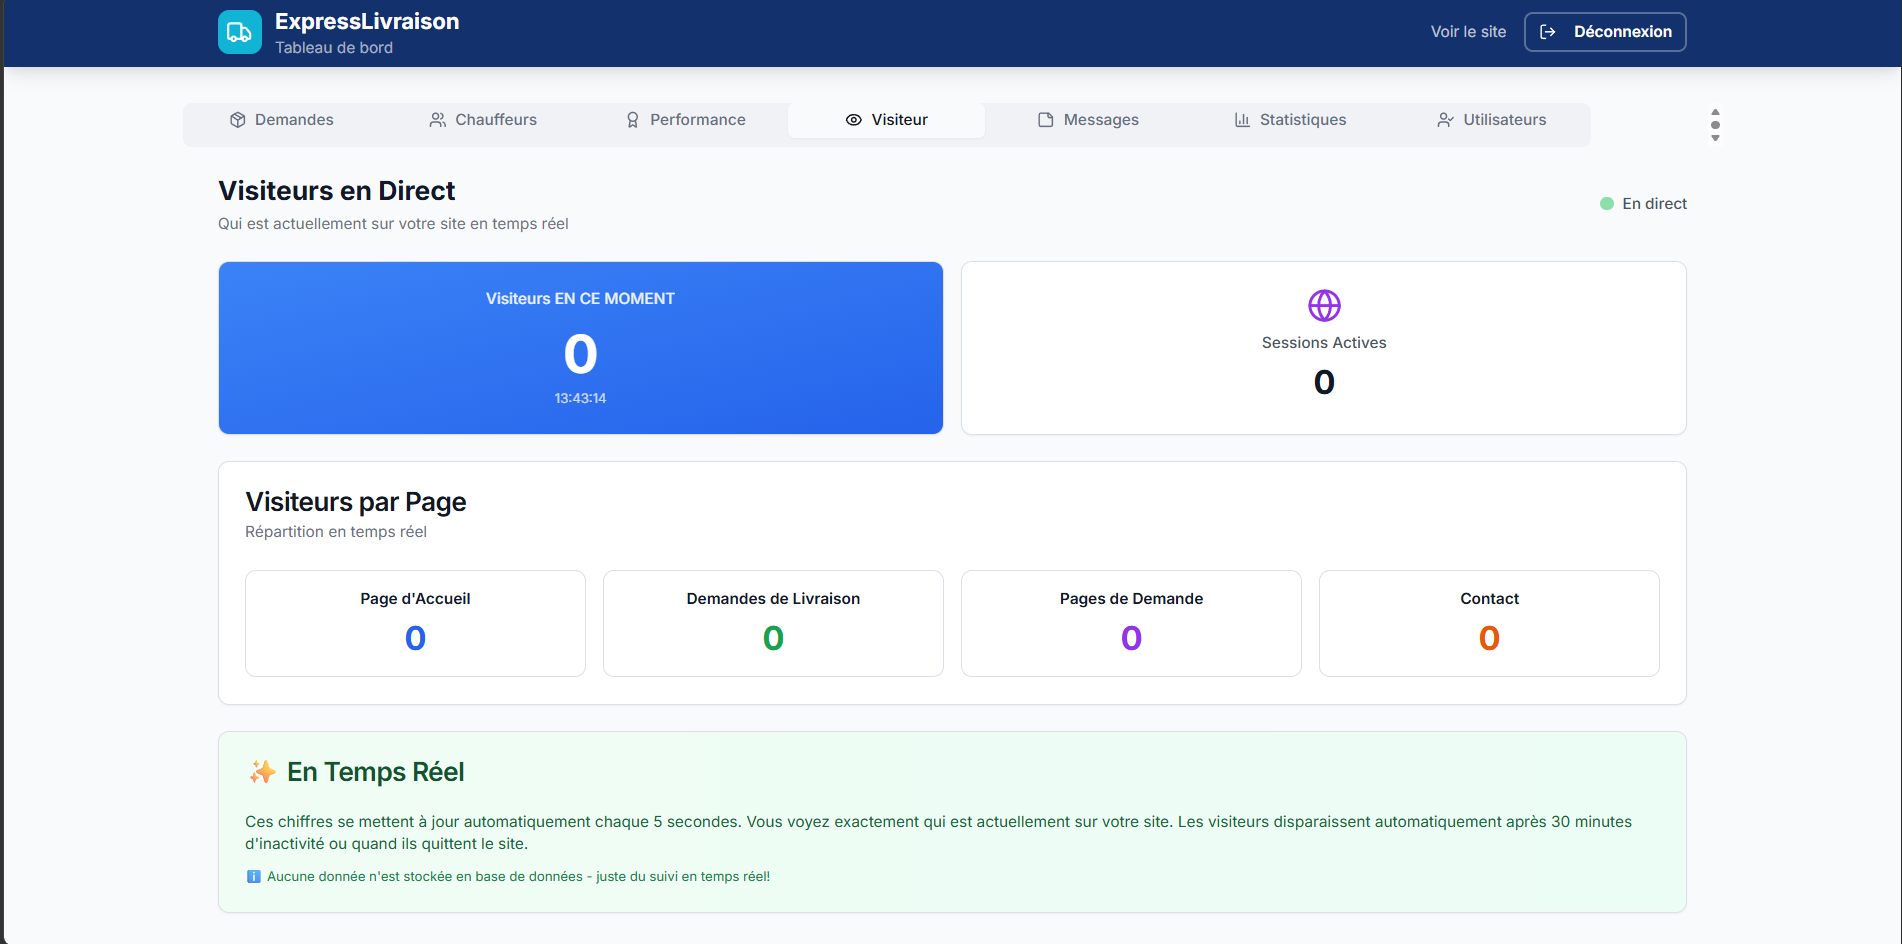 ExpressLivraison
Tableau de bord
Voir le site
Déconnexion
Demandes
Chauffeurs
Performance
Visiteur
Messages
Statistiques
Utilisateurs
Visiteurs en Direct
Qui est actuellement sur votre site en temps réel
En direct
Visiteurs EN CE MOMENT
0
13:43:14
Sessions Actives
0
Visiteurs par Page
Répartition en temps réel
Page d'Accueil
0
Demandes de Livraison
0
Pages de Demande
0
Contact
0
✨ En Temps Réel
Ces chiffres se mettent à jour automatiquement chaque 5 secondes. Vous voyez exactement qui est actuellement sur votre site. Les visiteurs disparaissent automatiquement après 30 minutes
d'inactivité ou quand ils quittent le site.
ℹ️ Aucune donnée n'est stockée en base de données - juste du suivi en temps réel!